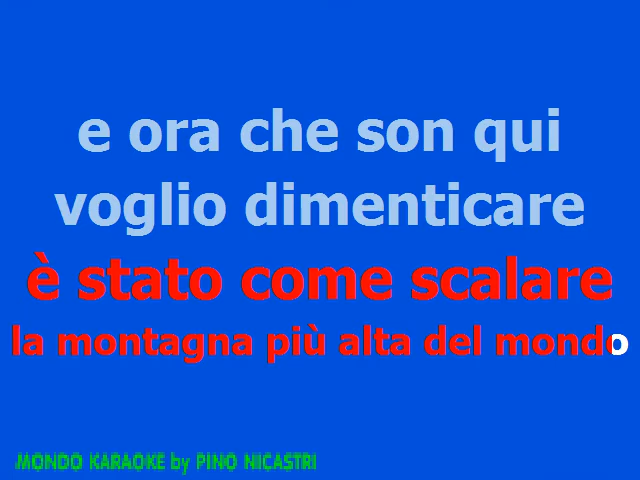 e ora che son qui
voglio dimenticare
è stato come scalare
la montagna più alta del mondo
MONDO KARAOKE by PINO NICASTRI